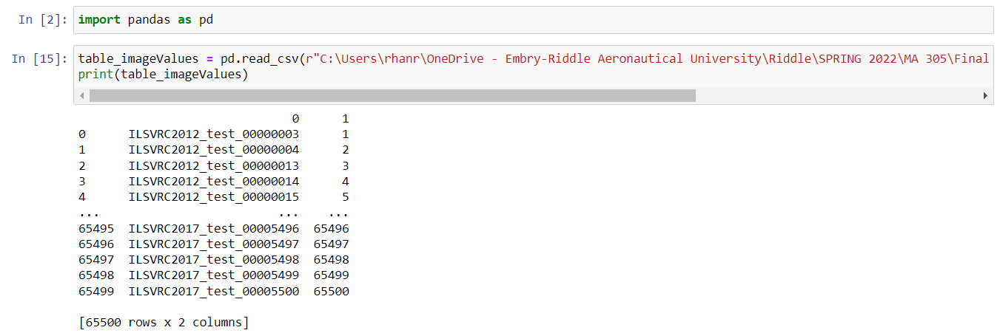 In [2]: import pandas as pd
In [15]: table_imageValues = pd.read_csv(r"C:\Users\rhanr\OneDrive - Embry-Riddle Aeronautical University\Riddle\SPRING 2022\MA 305\Final
print(table_imageValues)
0 1
0 ILSVRC2012_test_00000003 1
1 ILSVRC2012_test_00000004 2
2 ILSVRC2012_test_00000013 3
3 ILSVRC2012_test_00000014 4
4 ILSVRC2012_test_00000015 5
... ... ...
65495 ILSVRC2017_test_00005496 65496
65496 ILSVRC2017_test_00005497 65497
65497 ILSVRC2017_test_00005498 65498
65498 ILSVRC2017_test_00005499 65499
65499 ILSVRC2017_test_00005500 65500
[65500 rows x 2 columns]